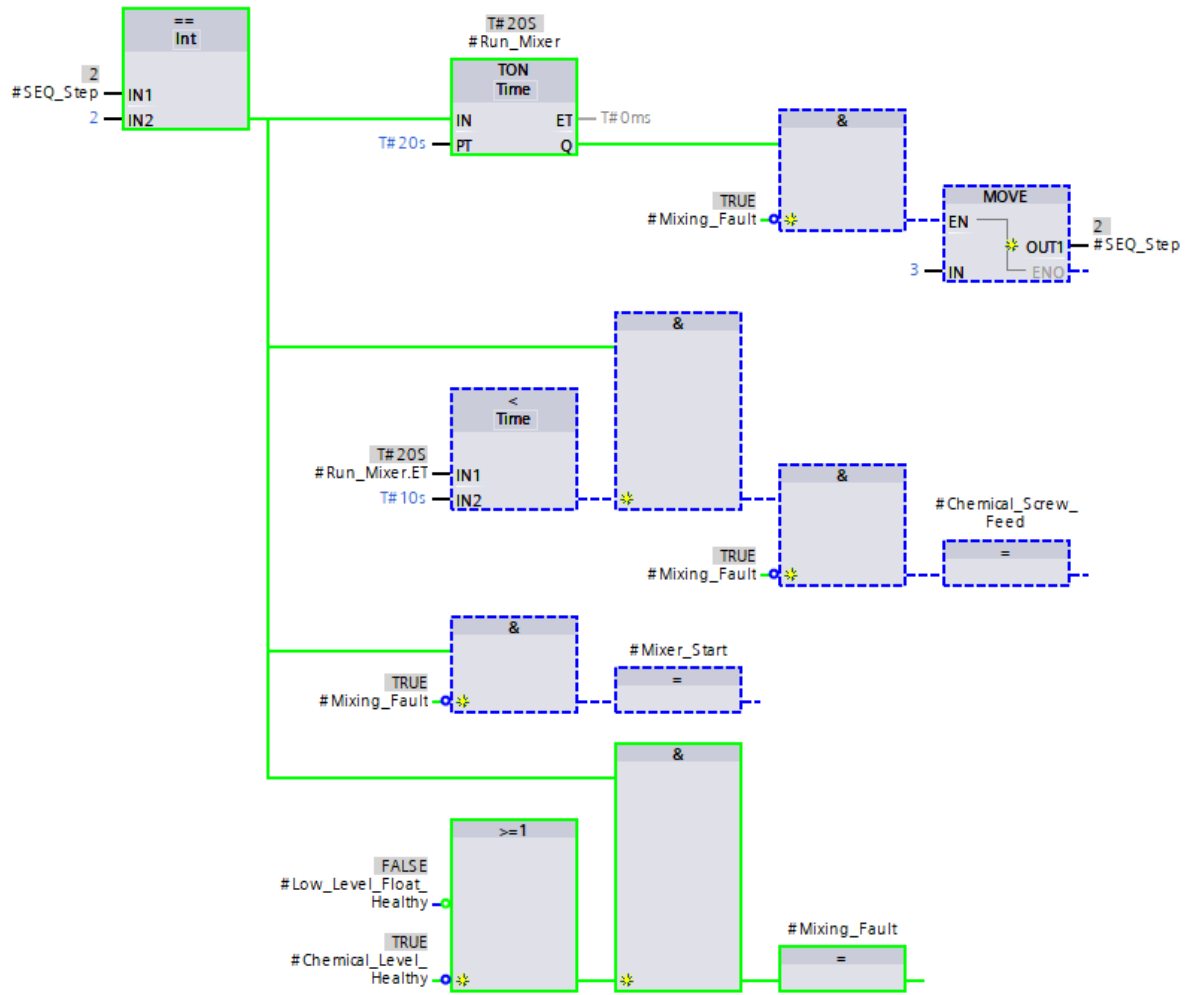 ==
Int
2
#SEQ_Step
IN1
2
IN2
T#20S
#Run_Mixer
TON
Time
IN
ET
T#0ms
T#20s
PT
Q
&
TRUE
#Mixing_Fault
MOVE
EN
OUT1
2
#SEQ_Step
3
IN
ENO
&
<
Time
T#20S
#Run_Mixer.ET
IN1
T#10s
IN2
&
TRUE
#Mixing_Fault
#Chemical_Screw_
Feed
=
&
TRUE
#Mixing_Fault
#Mixer_Start
=
&
>=1
FALSE
#Low_Level_Float_
Healthy
TRUE
#Chemical_Level_
Healthy
#Mixing_Fault
=